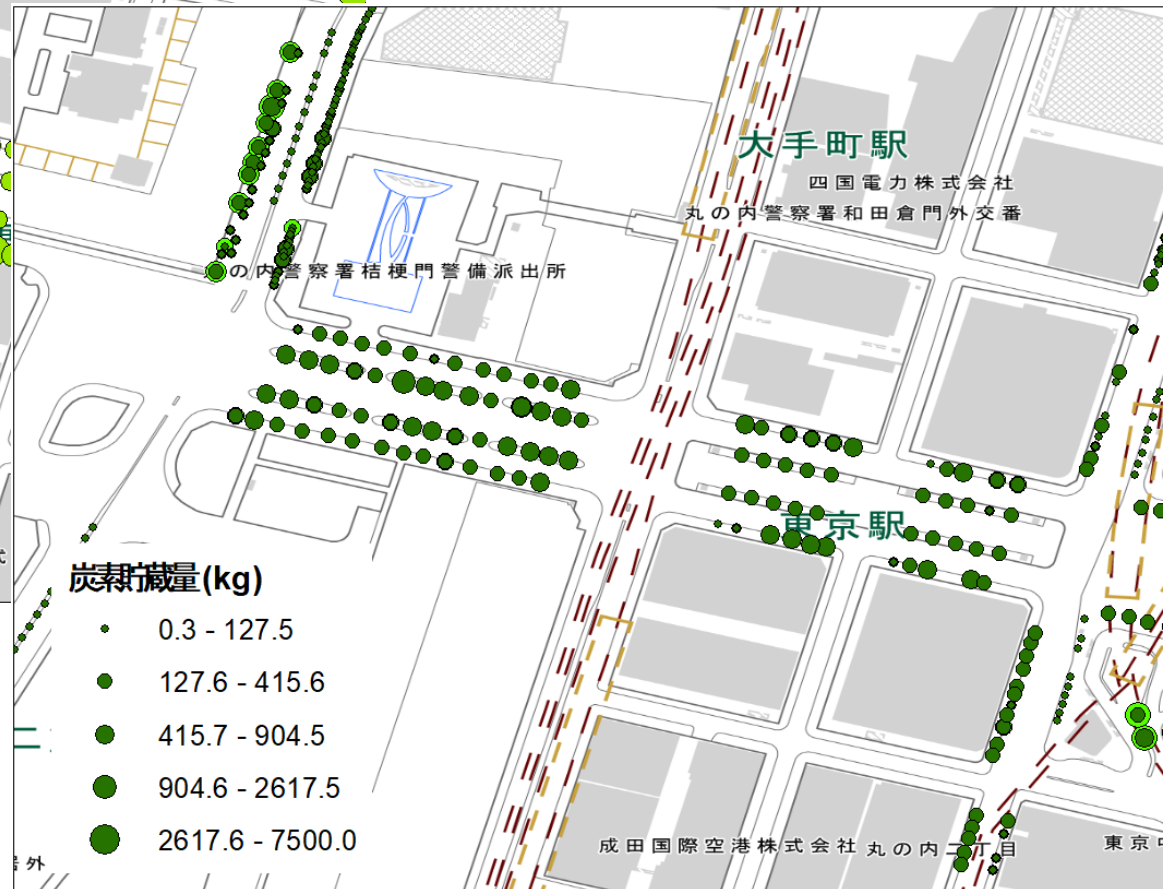 大手町駅
四国電力株式会社
丸の内警察署和田倉門外交番
の内警察署桔梗門警備派出所
東京駅
炭素貯蔵量(kg)
0.3 - 127.5
127.6 - 415.6
415.7 - 904.5
904.6 - 2617.5
2617.6 - 7500.0
成田国際空港株式会社
丸の内二丁目
東京中
外